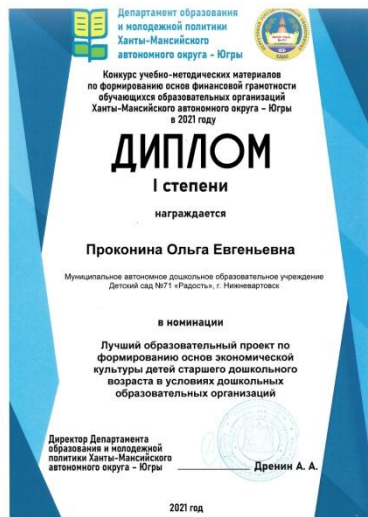 Департамент образования
и молодежной политики
Ханты-Мансийского
автономного округа – Югры
Конкурс учебно-методических материалов
по формированию основ финансовой грамотности
обучающихся образовательных организаций
Ханты-Мансийского автономного округа – Югры
в 2021 году
ДИПЛОМ
I степени
награждается
Проконина Ольга Евгеньевна
Муниципальное автономное дошкольное образовательное учреждение
Детский сад №71 «Радость», г. Нижневартовск
в номинации
Лучший образовательный проект по
формированию основ экономической
культуры детей старшего дошкольного
возраста в условиях дошкольных
образовательных организаций
Директор Департамента
образования и молодежной
политики Ханты-Мансийского
автономного округа – Югры
Дренин А. А.
2021 год